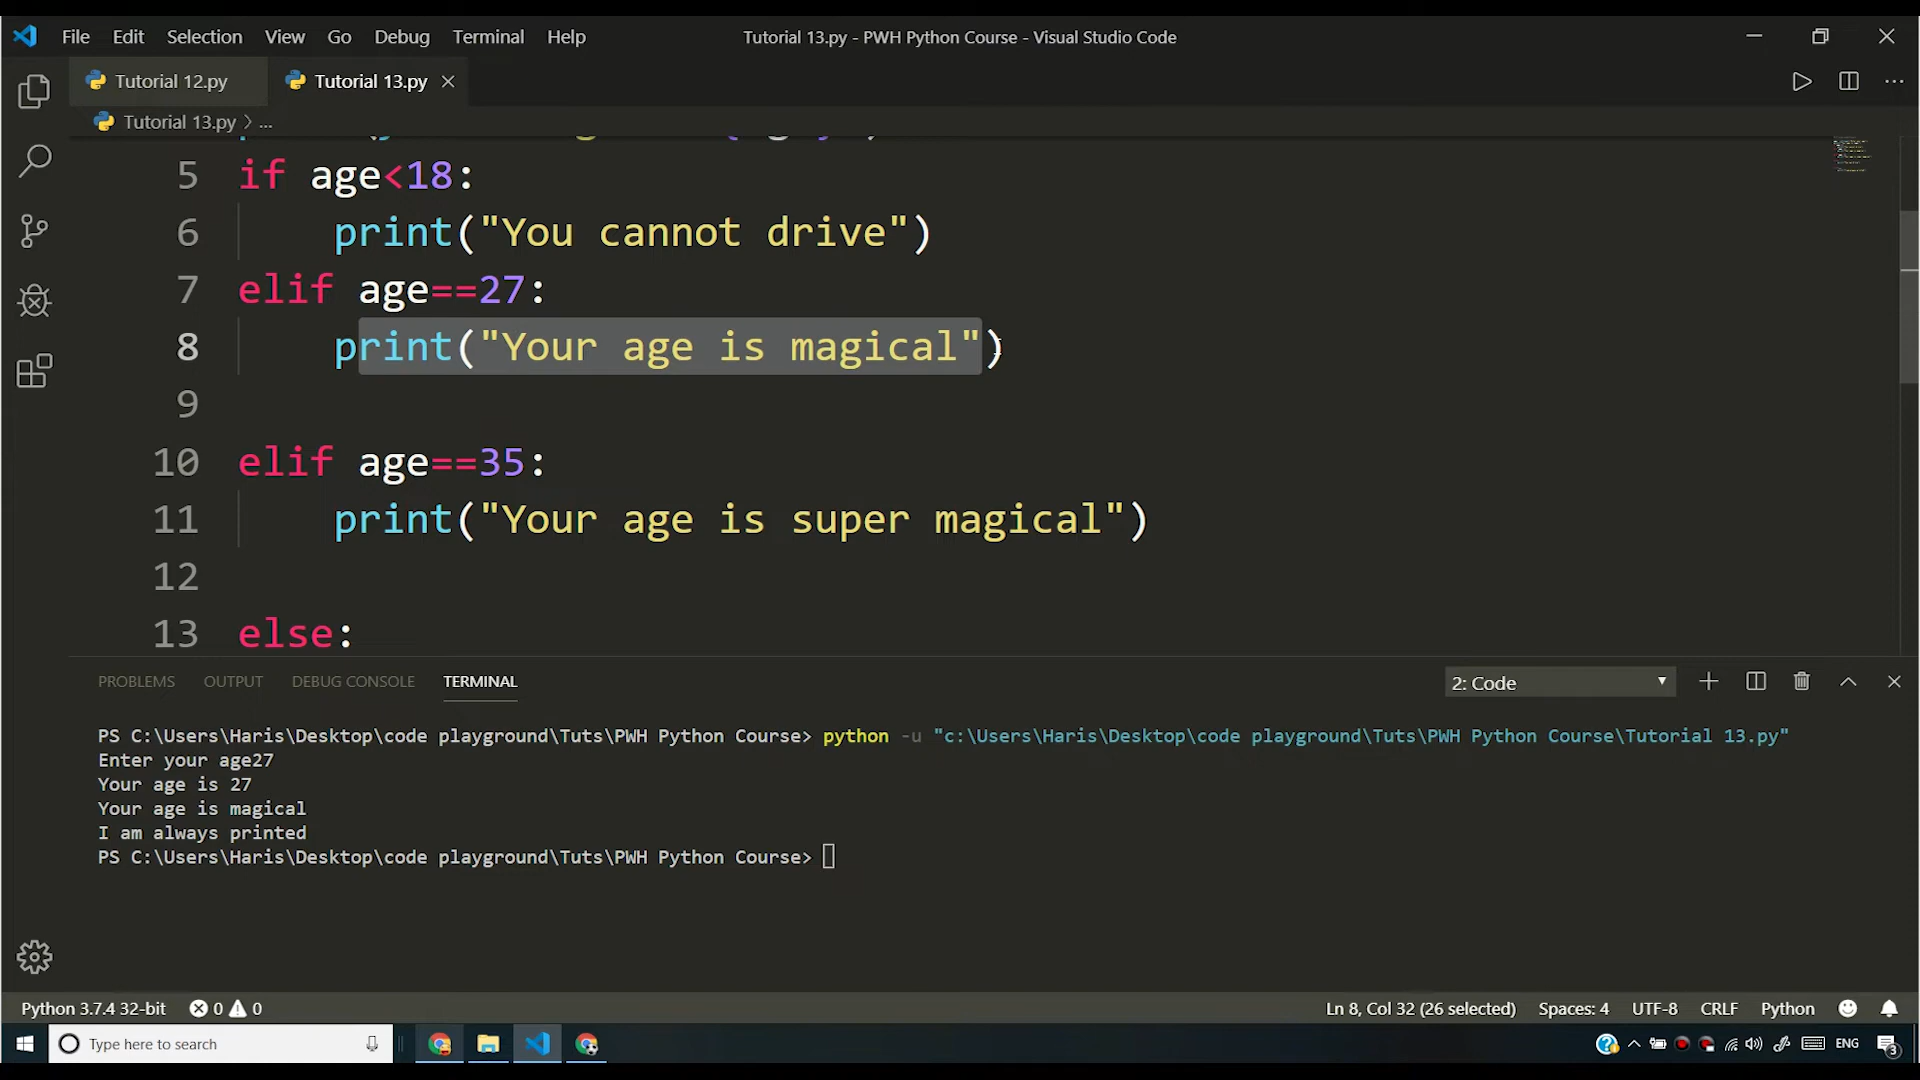 File Edit Selection View Go Debug Terminal Help
Tutorial 13.py - PWH Python Course - Visual Studio Code
Tutorial 12.py
Tutorial 13.py
Tutorial 13.py > ...
5 if age<18:
6 print("You cannot drive")
7 elif age==27:
8 print("Your age is magical")
9
10 elif age==35:
11 print("Your age is super magical")
12
13 else:
PROBLEMS OUTPUT DEBUG CONSOLE TERMINAL
2: Code
PS C:\Users\Haris\Desktop\code playground\Tuts\PWH Python Course> python -u "c:\Users\Haris\Desktop\code playground\Tuts\PWH Python Course\Tutorial 13.py"
Enter your age27
Your age is 27
Your age is magical
I am always printed
PS C:\Users\Haris\Desktop\code playground\Tuts\PWH Python Course>
Python 3.7.4 32-bit 0 0
Ln 8, Col 32 (26 selected) Spaces: 4 UTF-8 CRLF Python
Type here to search
ENG
3